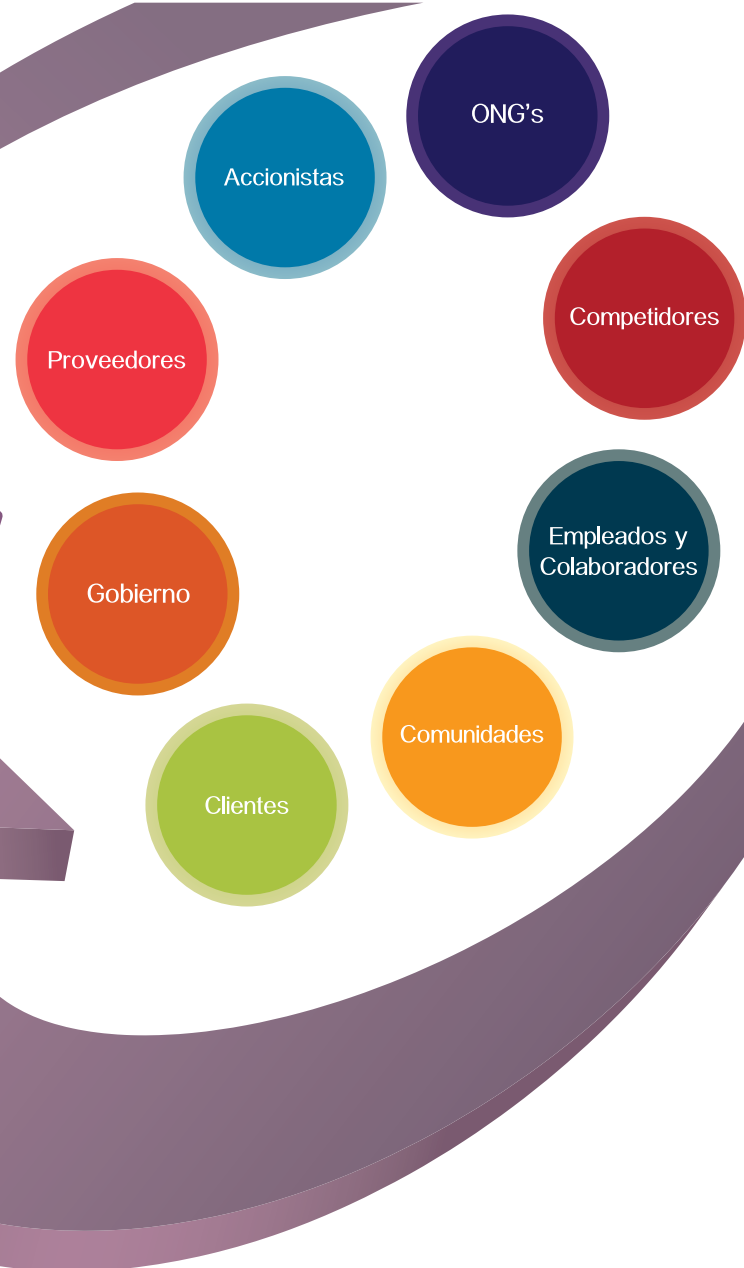 ONG's
Accionistas
Competidores
Proveedores
Empleados y
Colaboradores
Gobierno
Comunidades
Clientes